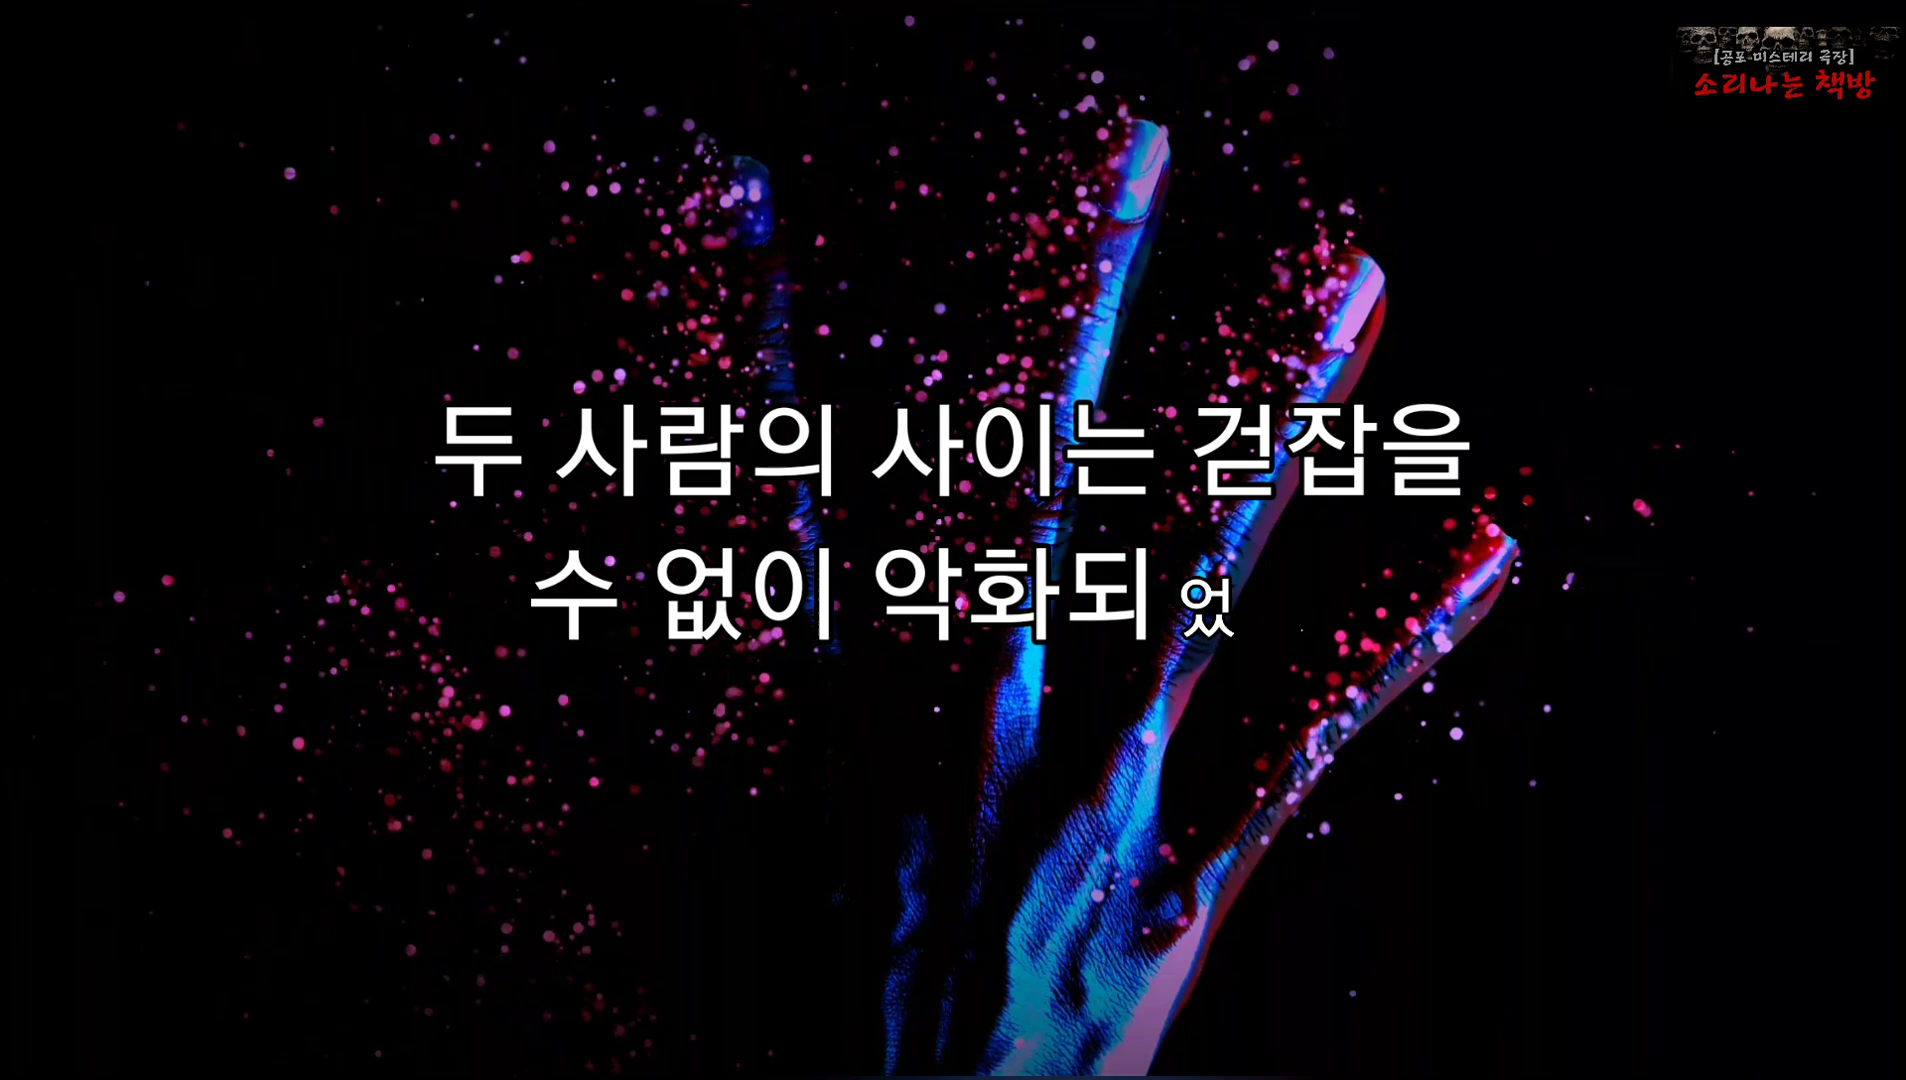 [공포 미스테리 극장]
소리나는 책방
두 사람의 사이는 걷잡을
수 없이 악화되 었